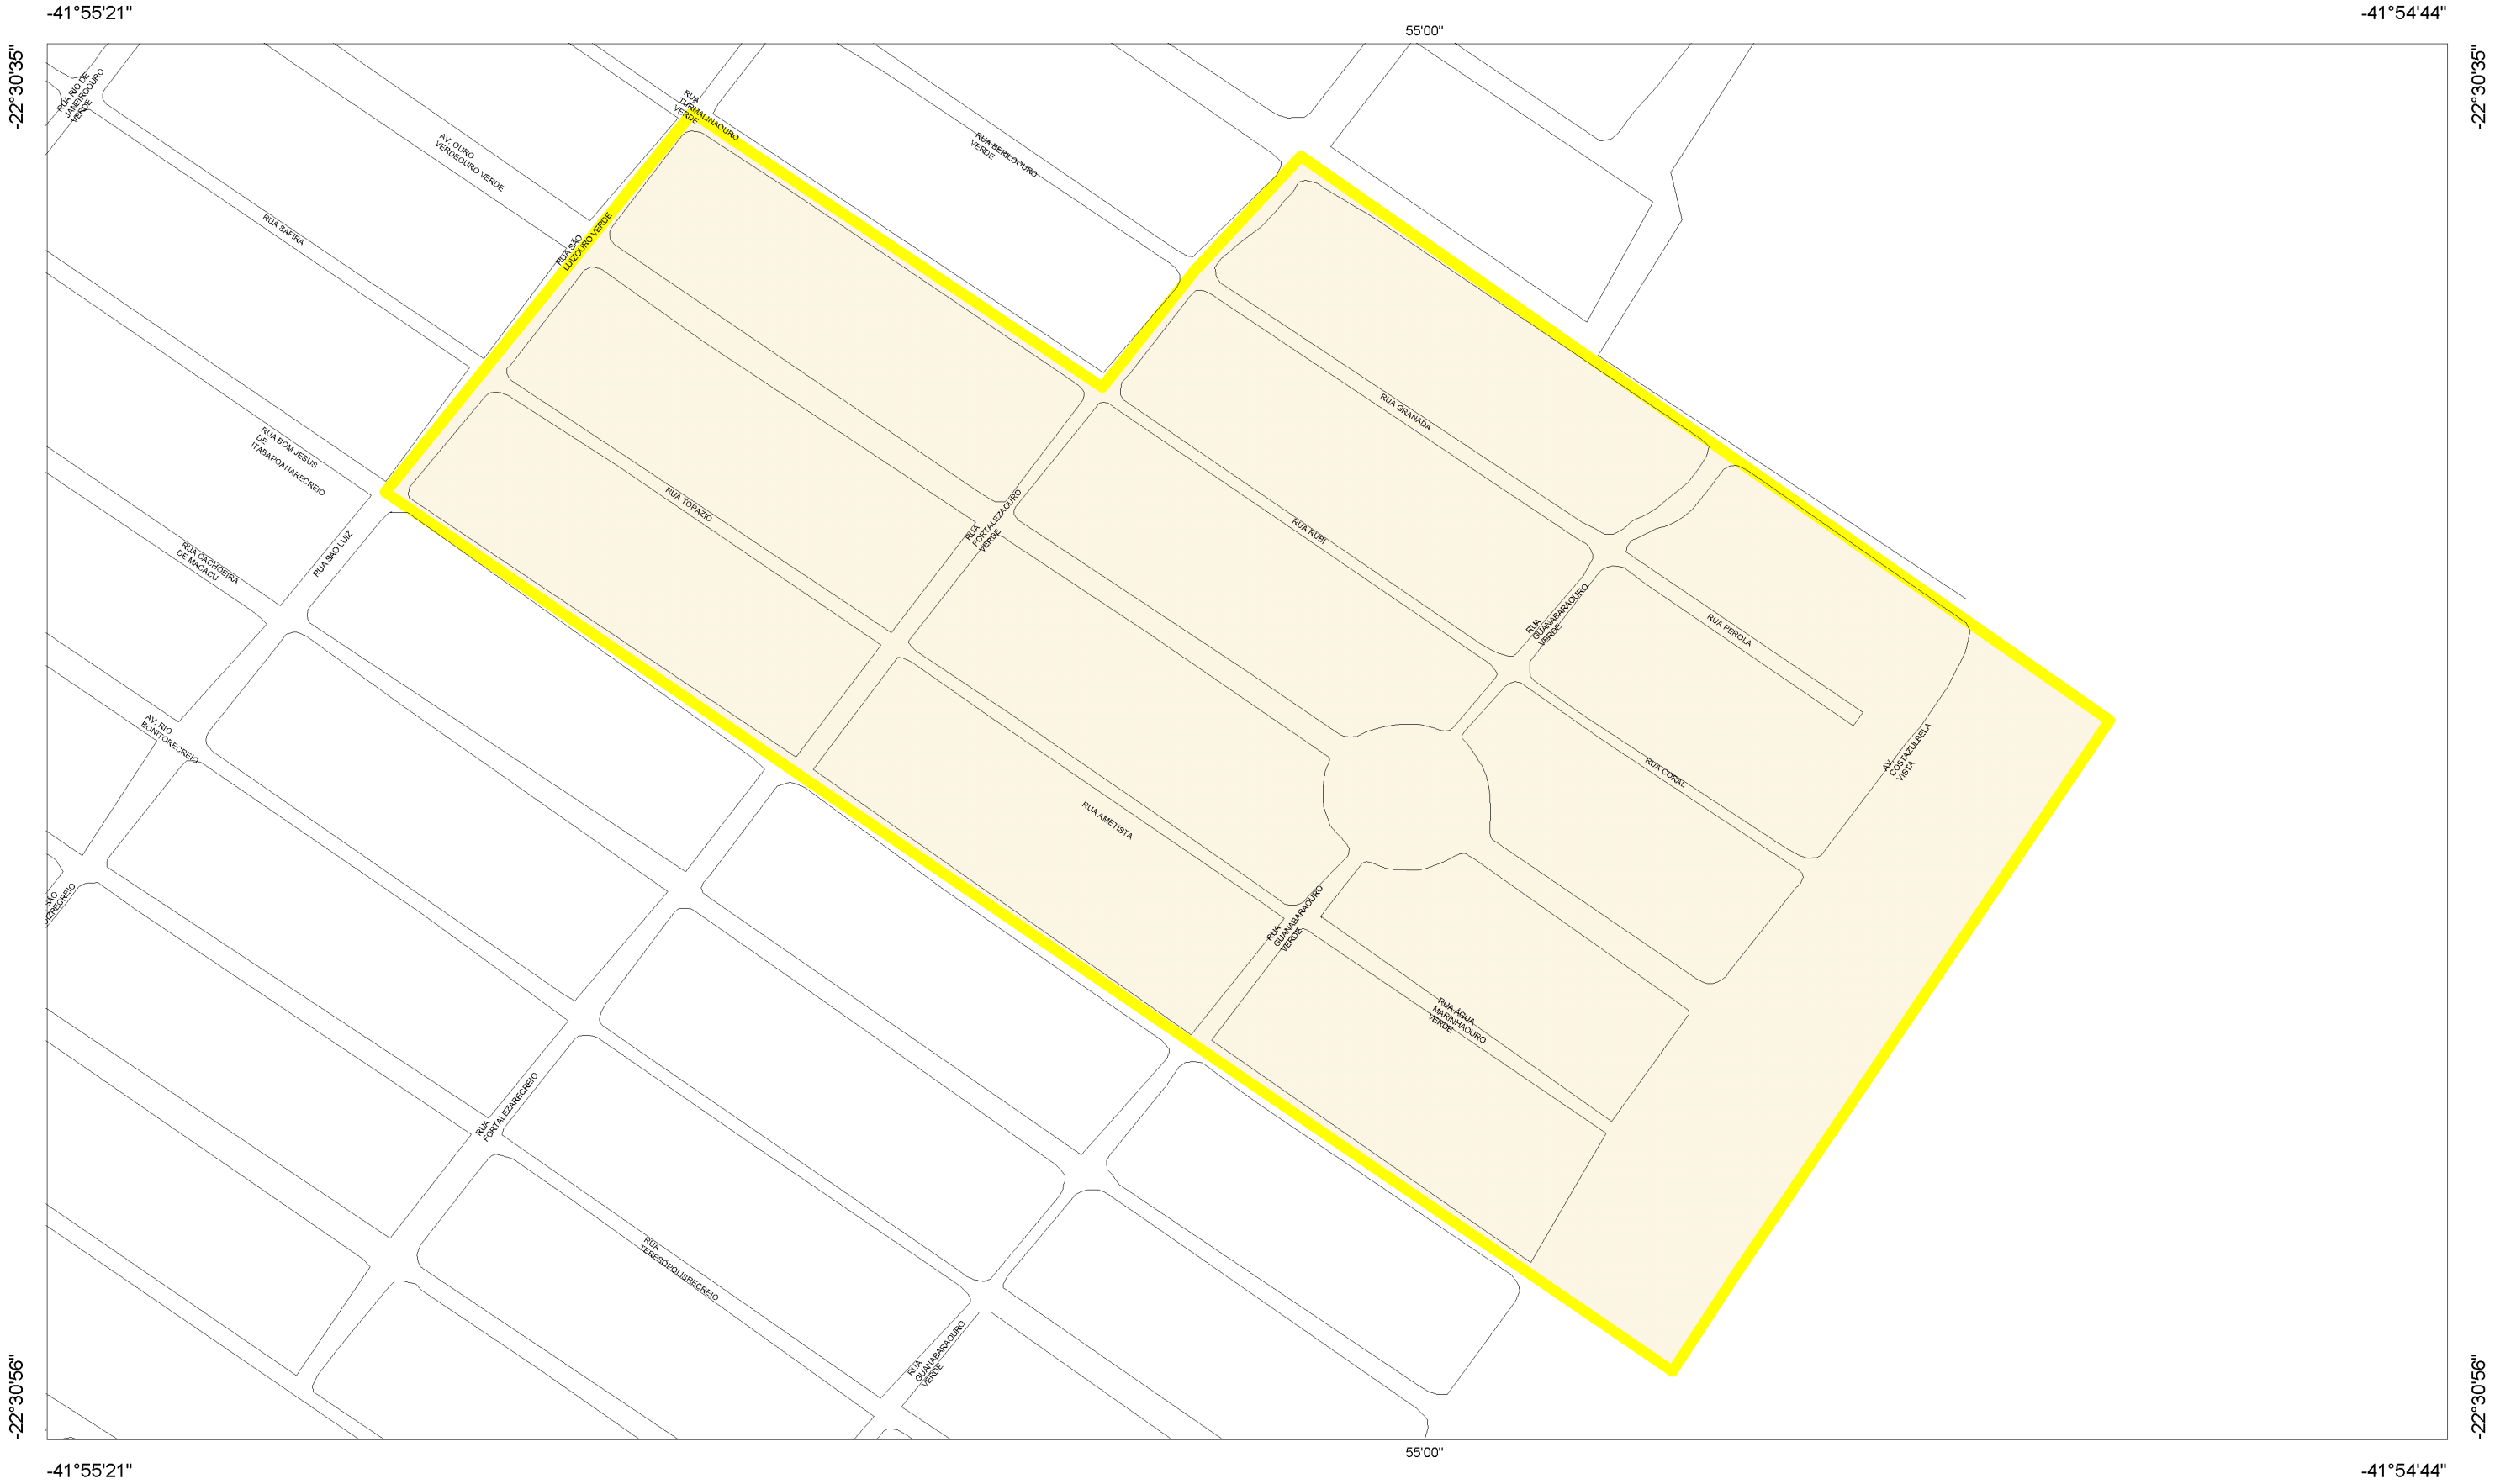 -41°55'21"
-41°54'44"
55'00"
-22°30'35"
-22°30'35"
RUA RIO DE
JANEIROOURO
VERDE
RUA
TURMALINAOURO
VERDE
AV. OURO
VERDEOURO VERDE
RUA BERILOOURO
VERDE
RUA SAFIRA
RUA SÃO
LUIZOURO VERDE
RUA GRANADA
RUA BOM JESUS
DE
ITABAPOANARECREIO
RUA TOPAZIO
RUA
FORTALEZAOURO
VERDE
RUA RUBI
RUA SAO LUIZ
RUA CACHOEIRA
DE MACACU
RUA
GUANABARAOURO
VERDE
RUA PEROLA
AV. RIO
BONITORECREIO
AV.
COSTAZULBELA
VISTA
RUA CORAL
RUA AMETISTA
SÃO
IZRECREIO
RUA
GUANABARAOURO
VERDE
RUA ÁGUA
MARINHAOURO
VERDE
RUA
FORTALEZARECREIO
RUA
TERESÓPOLISRECREIO
RUA
GUANABARAOURO
VERDE
-22°30'56"
-22°30'56"
55'00"
-41°55'21"
-41°54'44"